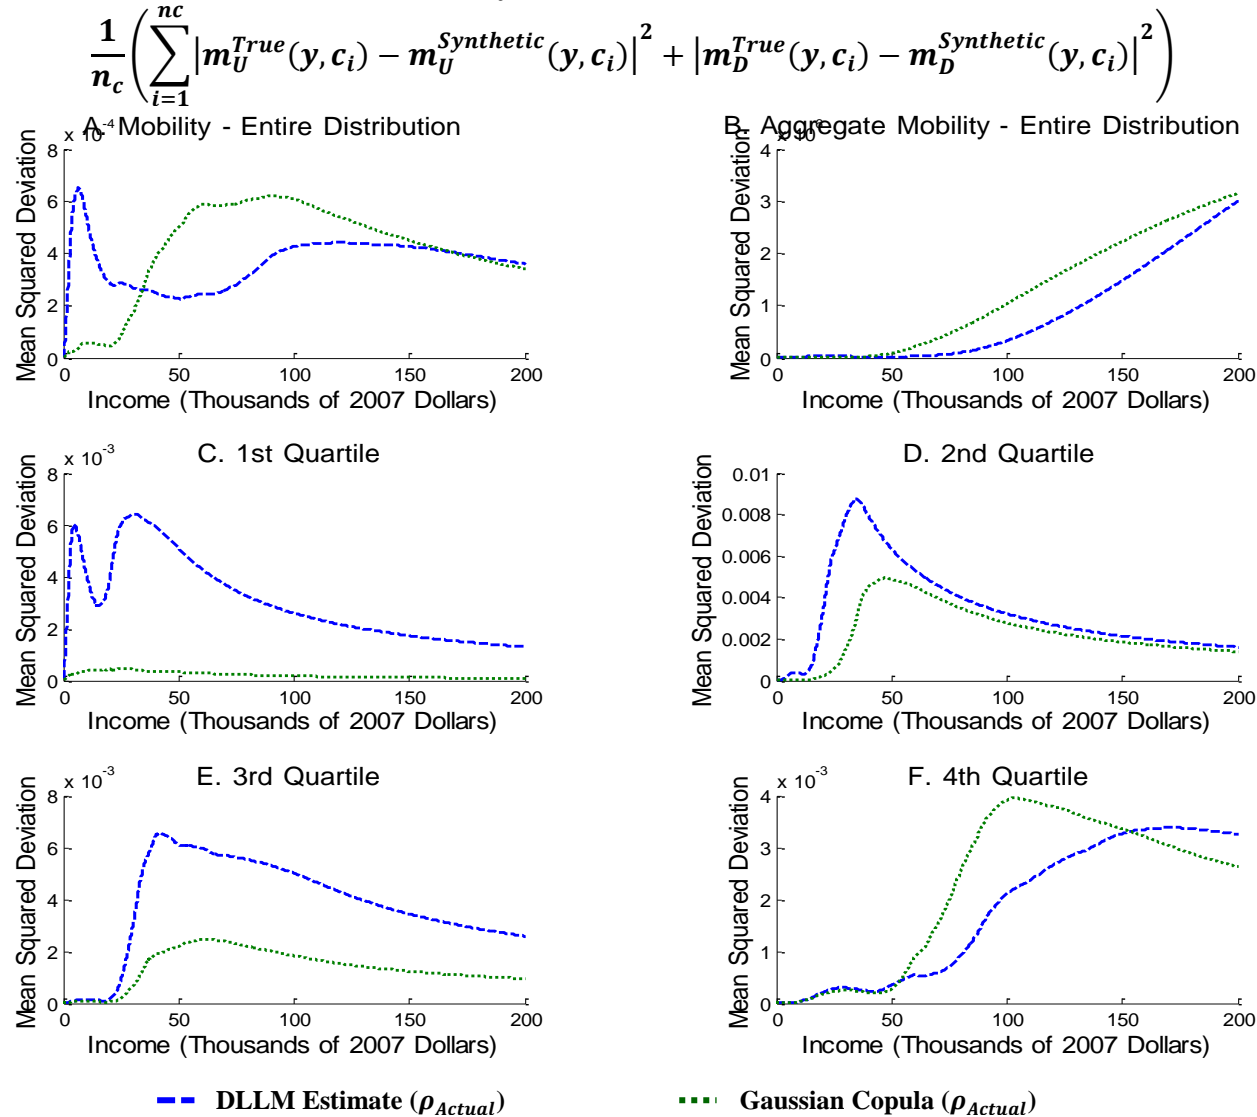 \frac{1}{n_c}\left(\sum_{i=1}^{nc}\left|m_U^{True}(y,c_i)-m_U^{Synthetic}(y,c_i)\right|^2+\left|m_D^{True}(y,c_i)-m_D^{Synthetic}(y,c_i)\right|^2\right)
A. Mobility - Entire Distribution
x 10^-4
Mean Squared Deviation
8
6
4
2
0
0 50 100 150 200
Income (Thousands of 2007 Dollars)
B. Aggregate Mobility - Entire Distribution
Mean Squared Deviation
4
3
2
1
0
0 50 100 150 200
Income (Thousands of 2007 Dollars)
C. 1st Quartile
x 10^-3
Mean Squared Deviation
8
6
4
2
0
0 50 100 150 200
Income (Thousands of 2007 Dollars)
D. 2nd Quartile
Mean Squared Deviation
0.01
0.008
0.006
0.004
0.002
0
0 50 100 150 200
Income (Thousands of 2007 Dollars)
E. 3rd Quartile
x 10^-3
Mean Squared Deviation
8
6
4
2
0
0 50 100 150 200
Income (Thousands of 2007 Dollars)
F. 4th Quartile
x 10^-3
Mean Squared Deviation
4
3
2
1
0
0 50 100 150 200
Income (Thousands of 2007 Dollars)
DLLM Estimate (ρ_Actual)
Gaussian Copula (ρ_Actual)